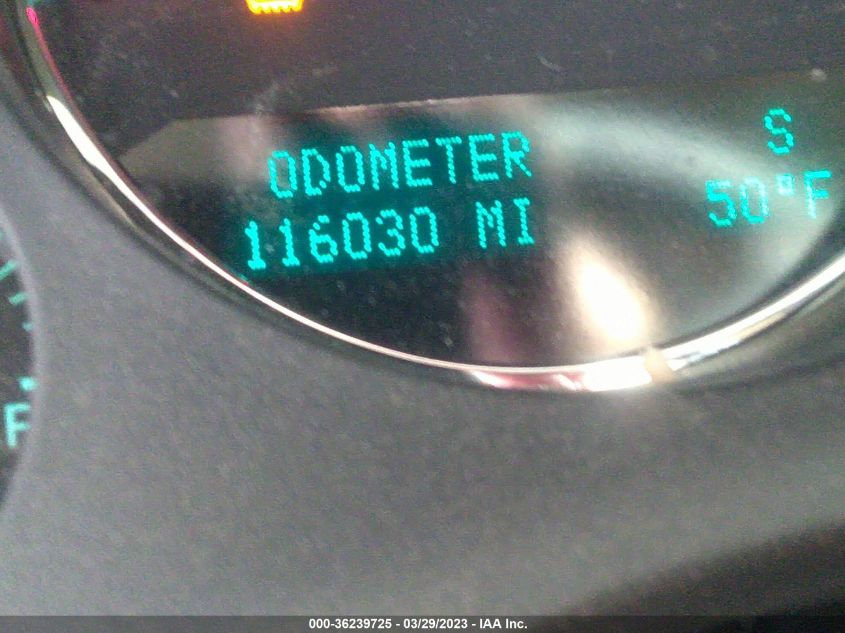 ODOMETER S
116030 MI 50°F
F
000-36239725 - 03/29/2023 - IAA Inc.